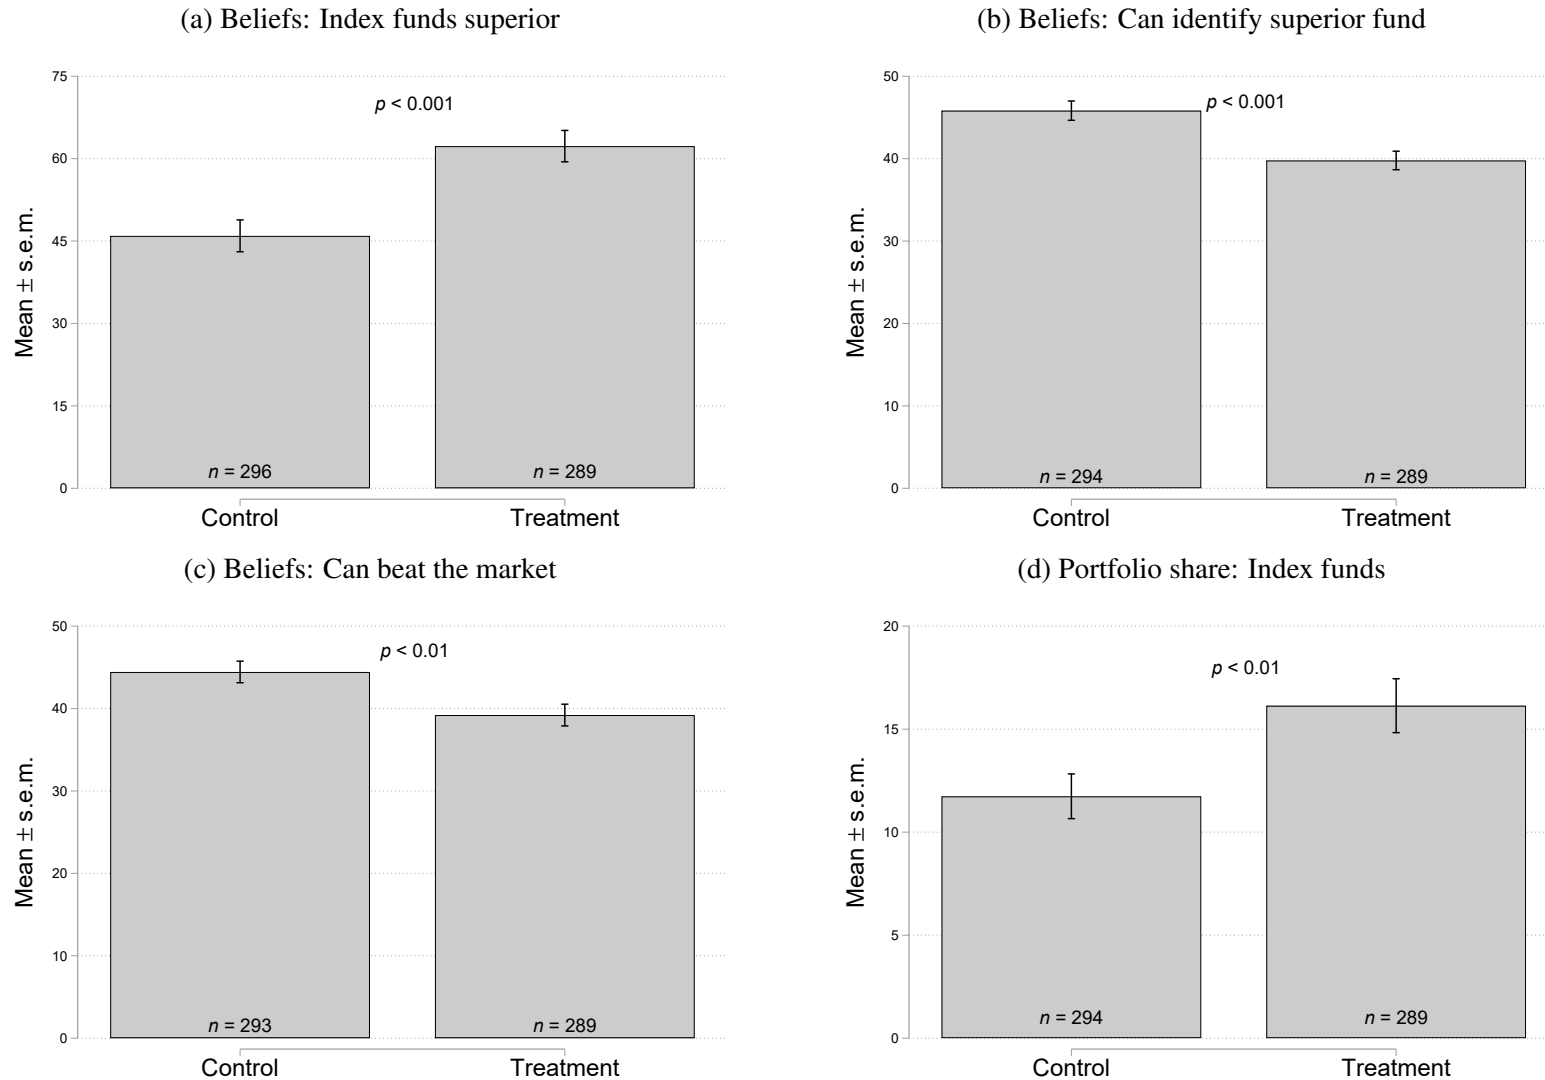 (a) Beliefs: Index funds superior
75
60
45
30
15
0
Mean ± s.e.m.
p < 0.001
n = 296
n = 289
Control
Treatment
(b) Beliefs: Can identify superior fund
50
40
30
20
10
0
Mean ± s.e.m.
p < 0.001
n = 294
n = 289
Control
Treatment
(c) Beliefs: Can beat the market
50
40
30
20
10
0
Mean ± s.e.m.
p < 0.01
n = 293
n = 289
Control
Treatment
(d) Portfolio share: Index funds
20
15
10
5
0
Mean ± s.e.m.
p < 0.01
n = 294
n = 289
Control
Treatment